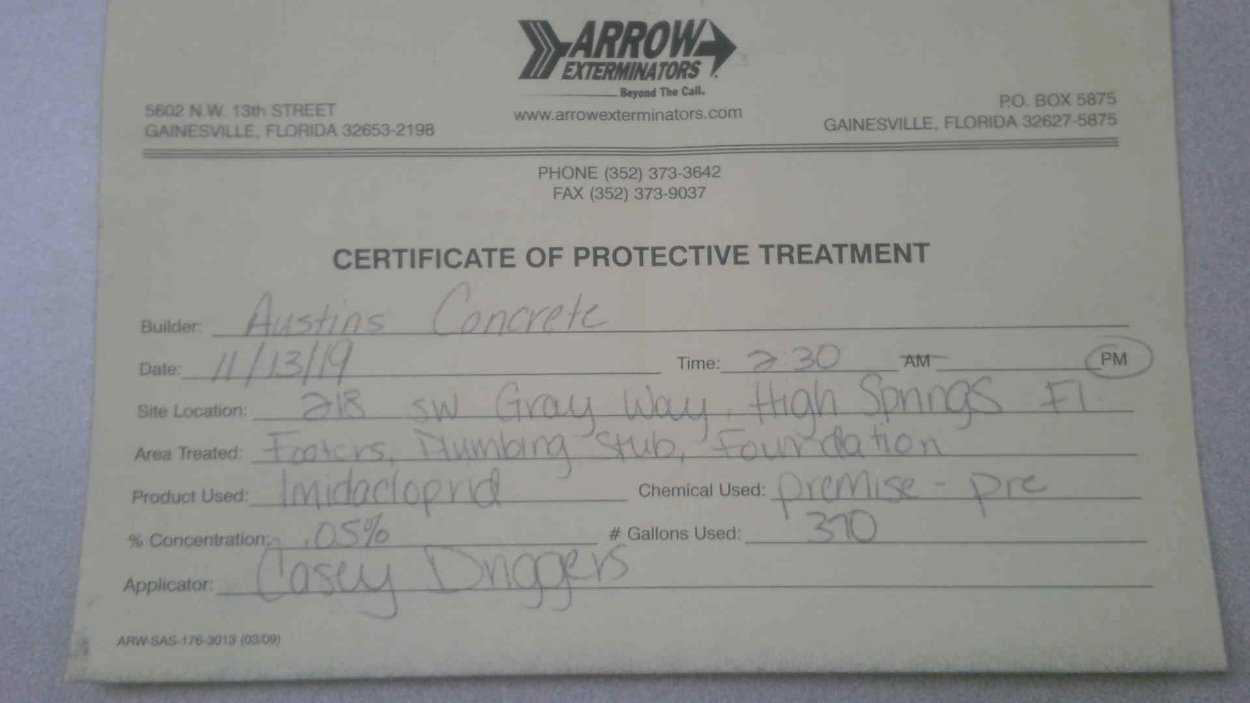 ARROW
EXTERMINATORS
Beyond The Call.
5602 N.W. 13th STREET
GAINESVILLE, FLORIDA 32653-2198
www.arrowexterminators.com
P.O. BOX 5875
GAINESVILLE, FLORIDA 32627-5875
PHONE (352) 373-3642
FAX (352) 373-9037
CERTIFICATE OF PROTECTIVE TREATMENT
Builder: Austins Concrete
Date: 11/13/19 Time: 2:30 AM PM
Site Location: 218 SW Gray Way, High Springs Fl.
Area Treated: Footers, Plumbing Stub, Foundation
Product Used: Imidacloprid Chemical Used: premise - pre
% Concentration: .05% # Gallons Used: 370
Applicator: Casey Driggers
ARW-SAS-176-3013 (03/09)